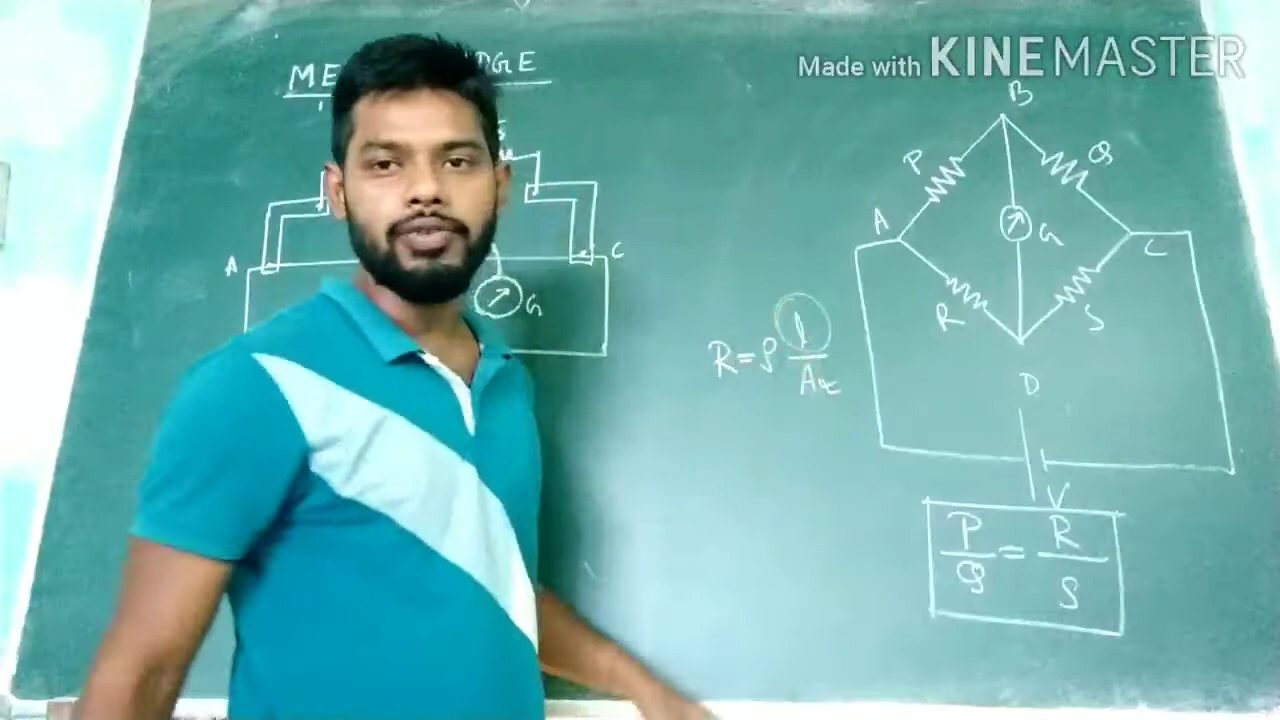 Made with KINEMASTER
ME DGE
B
P Q
A G C
R S
A G C
R = ρ l / A
D
V
P / Q = R / S